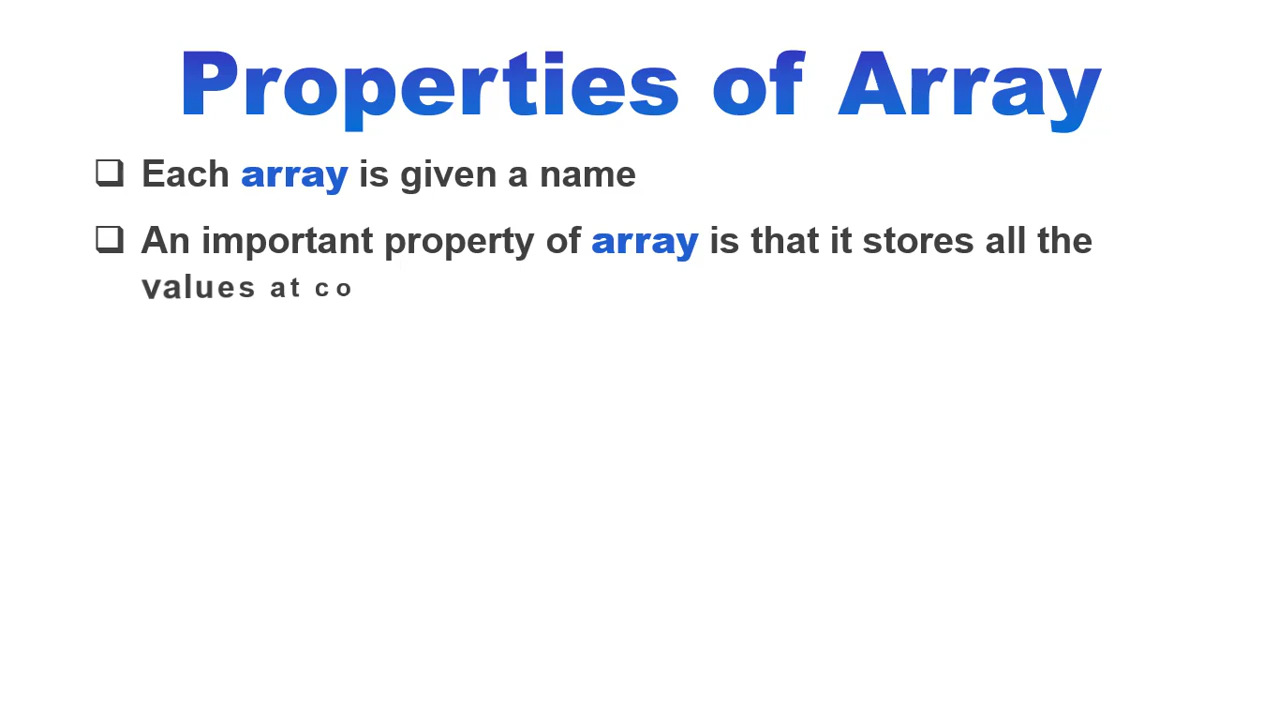 Properties of Array
❑ Each array is given a name
❑ An important property of array is that it stores all the
values at co